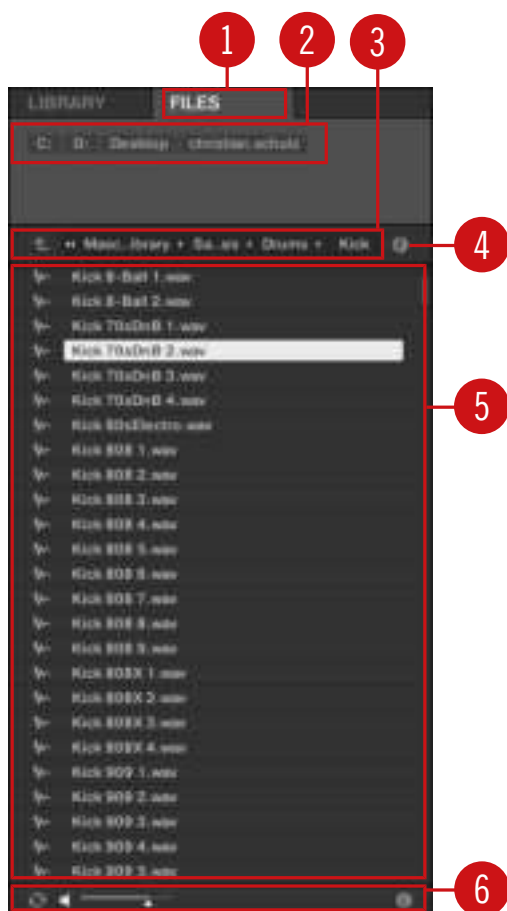 1 2 3
LIBRARY FILES
C: D: Desktop christian.schulz
Drums Kick 4
Kick 8-Ball 1.wav
Kick 8-Ball 2.wav
Kick 70sDnB 1.wav
Kick 70sDnB 2.wav
Kick 70sDnB 3.wav
Kick 70sDnB 4.wav
5
Kick 80sElectro.wav
Kick 808 1.wav
Kick 808 2.wav
Kick 808 3.wav
Kick 808 4.wav
Kick 808 5.wav
Kick 808 6.wav
Kick 808 7.wav
Kick 808 8.wav
Kick 808 9.wav
Kick 808X 1.wav
Kick 808X 2.wav
Kick 808X 3.wav
Kick 808X 4.wav
Kick 909 1.wav
Kick 909 2.wav
Kick 909 3.wav
Kick 909 4.wav
Kick 909 5.wav
6